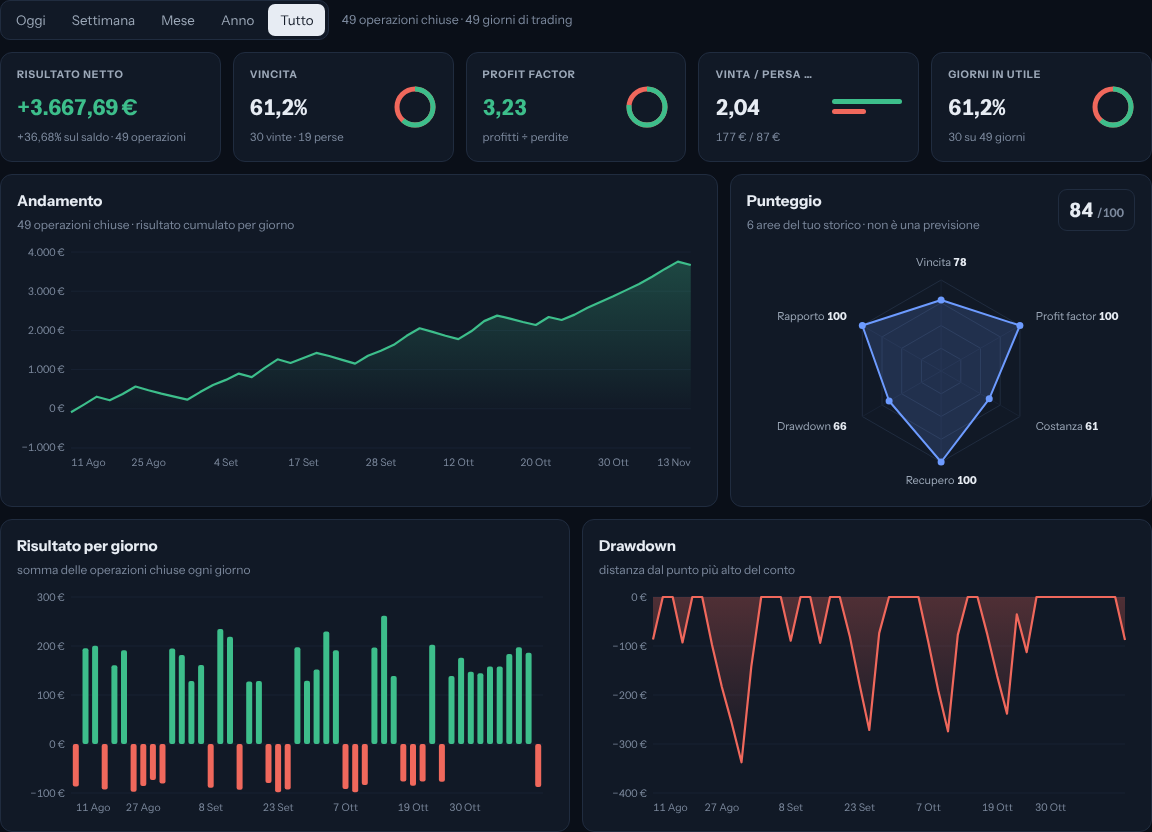 Oggi Settimana Mese Anno Tutto 49 operazioni chiuse · 49 giorni di trading
RISULTATO NETTO
+3.667,69 €
+36,68% sul saldo · 49 operazioni
VINCITA
61,2%
30 vinte · 19 perse
PROFIT FACTOR
3,23
profitti ÷ perdite
VINTA / PERSA ...
2,04
177 € / 87 €
GIORNI IN UTILE
61,2%
30 su 49 giorni
Andamento
49 operazioni chiuse · risultato cumulato per giorno
4.000 €
3.000 €
2.000 €
1.000 €
0 €
−1.000 €
11 Ago 25 Ago 4 Set 17 Set 28 Set 12 Ott 20 Ott 30 Ott 13 Nov
Punteggio
6 aree del tuo storico · non è una previsione
84 /100
Vincita 78
Rapporto 100 Profit factor 100
Drawdown 66 Costanza 61
Recupero 100
Risultato per giorno
somma delle operazioni chiuse ogni giorno
300 €
200 €
100 €
0 €
−100 €
11 Ago 27 Ago 8 Set 23 Set 7 Ott 19 Ott 30 Ott
Drawdown
distanza dal punto più alto del conto
0 €
−100 €
−200 €
−300 €
−400 €
11 Ago 27 Ago 8 Set 23 Set 7 Ott 19 Ott 30 Ott